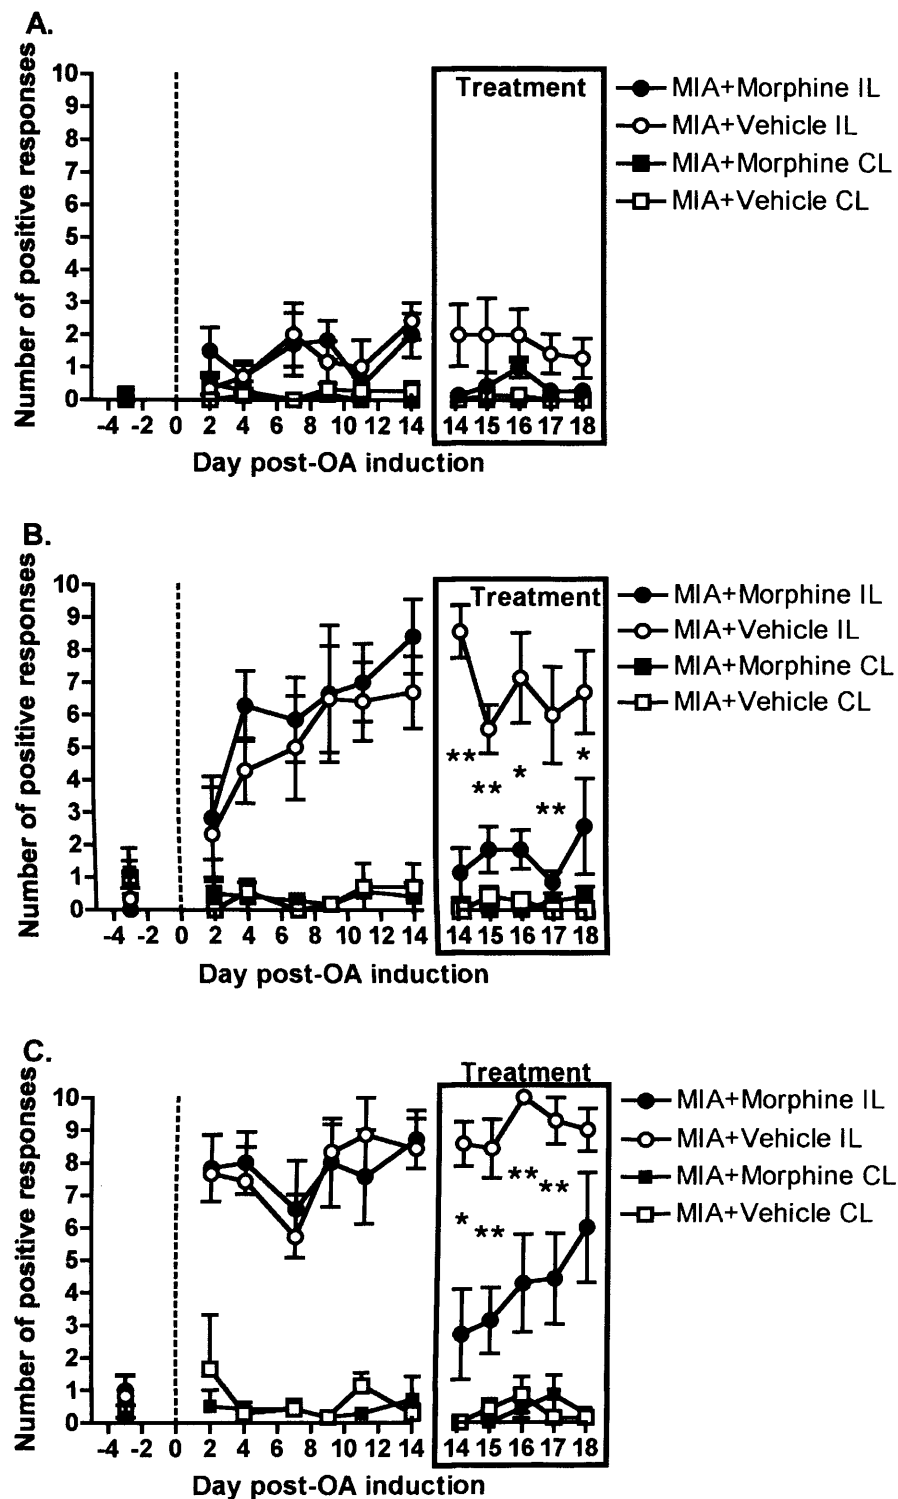 A.
Number of positive responses
10
9
8
7
6
5
4
3
2
1
0
-4 -2 0 2 4 6 8 10 12 14
Day post-OA induction
Treatment
14 15 16 17 18
MIA+Morphine IL
MIA+Vehicle IL
MIA+Morphine CL
MIA+Vehicle CL
B.
Number of positive responses
10
9
8
7
6
5
4
3
2
1
0
-4 -2 0 2 4 6 8 10 12 14
Day post-OA induction
Treatment
** ** * ** *
14 15 16 17 18
MIA+Morphine IL
MIA+Vehicle IL
MIA+Morphine CL
MIA+Vehicle CL
C.
Number of positive responses
10
9
8
7
6
5
4
3
2
1
0
-4 -2 0 2 4 6 8 10 12 14
Day post-OA induction
Treatment
* ** ** **
14 15 16 17 18
MIA+Morphine IL
MIA+Vehicle IL
MIA+Morphine CL
MIA+Vehicle CL